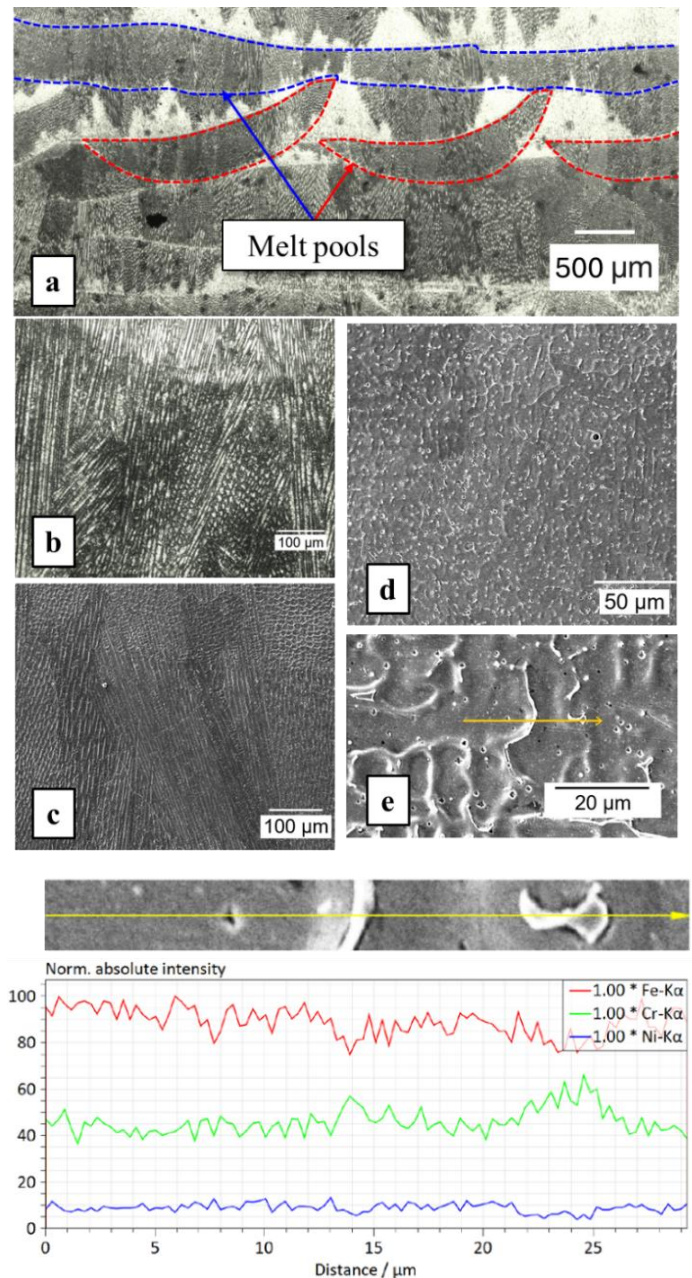 Melt pools
500 µm
a
b
100 µm
d
50 µm
c
100 µm
e
20 µm
Norm. absolute intensity
1.00 * Fe-Kα
1.00 * Cr-Kα
1.00 * Ni-Kα
100
80
60
40
20
0
0 5 10 15 20 25
Distance / µm